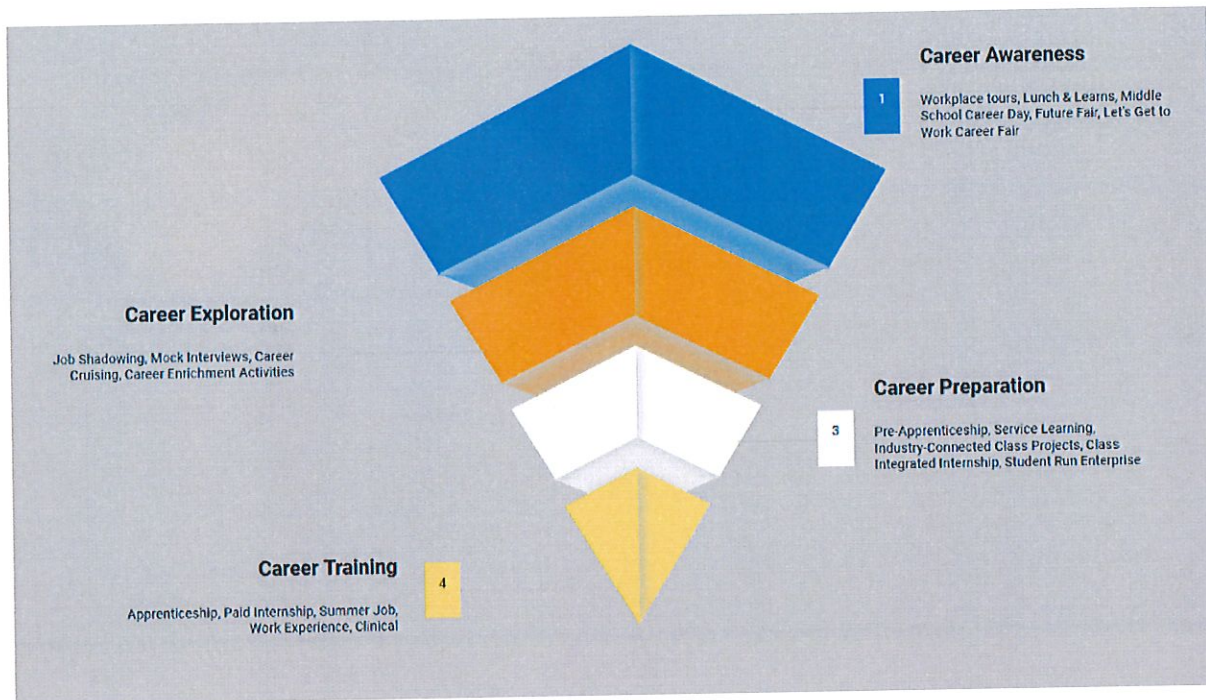 Career Awareness
1
Workplace tours, Lunch & Learns, Middle
School Career Day, Future Fair, Let's Get to
Work Career Fair
Career Exploration
Job Shadowing, Mock Interviews, Career
Cruising, Career Enrichment Activities
Career Preparation
3
Pre-Apprenticeship, Service Learning,
Industry-Connected Class Projects, Class
Integrated Internship, Student Run Enterprise
Career Training
4
Apprenticeship, Paid Internship, Summer Job,
Work Experience, Clinical